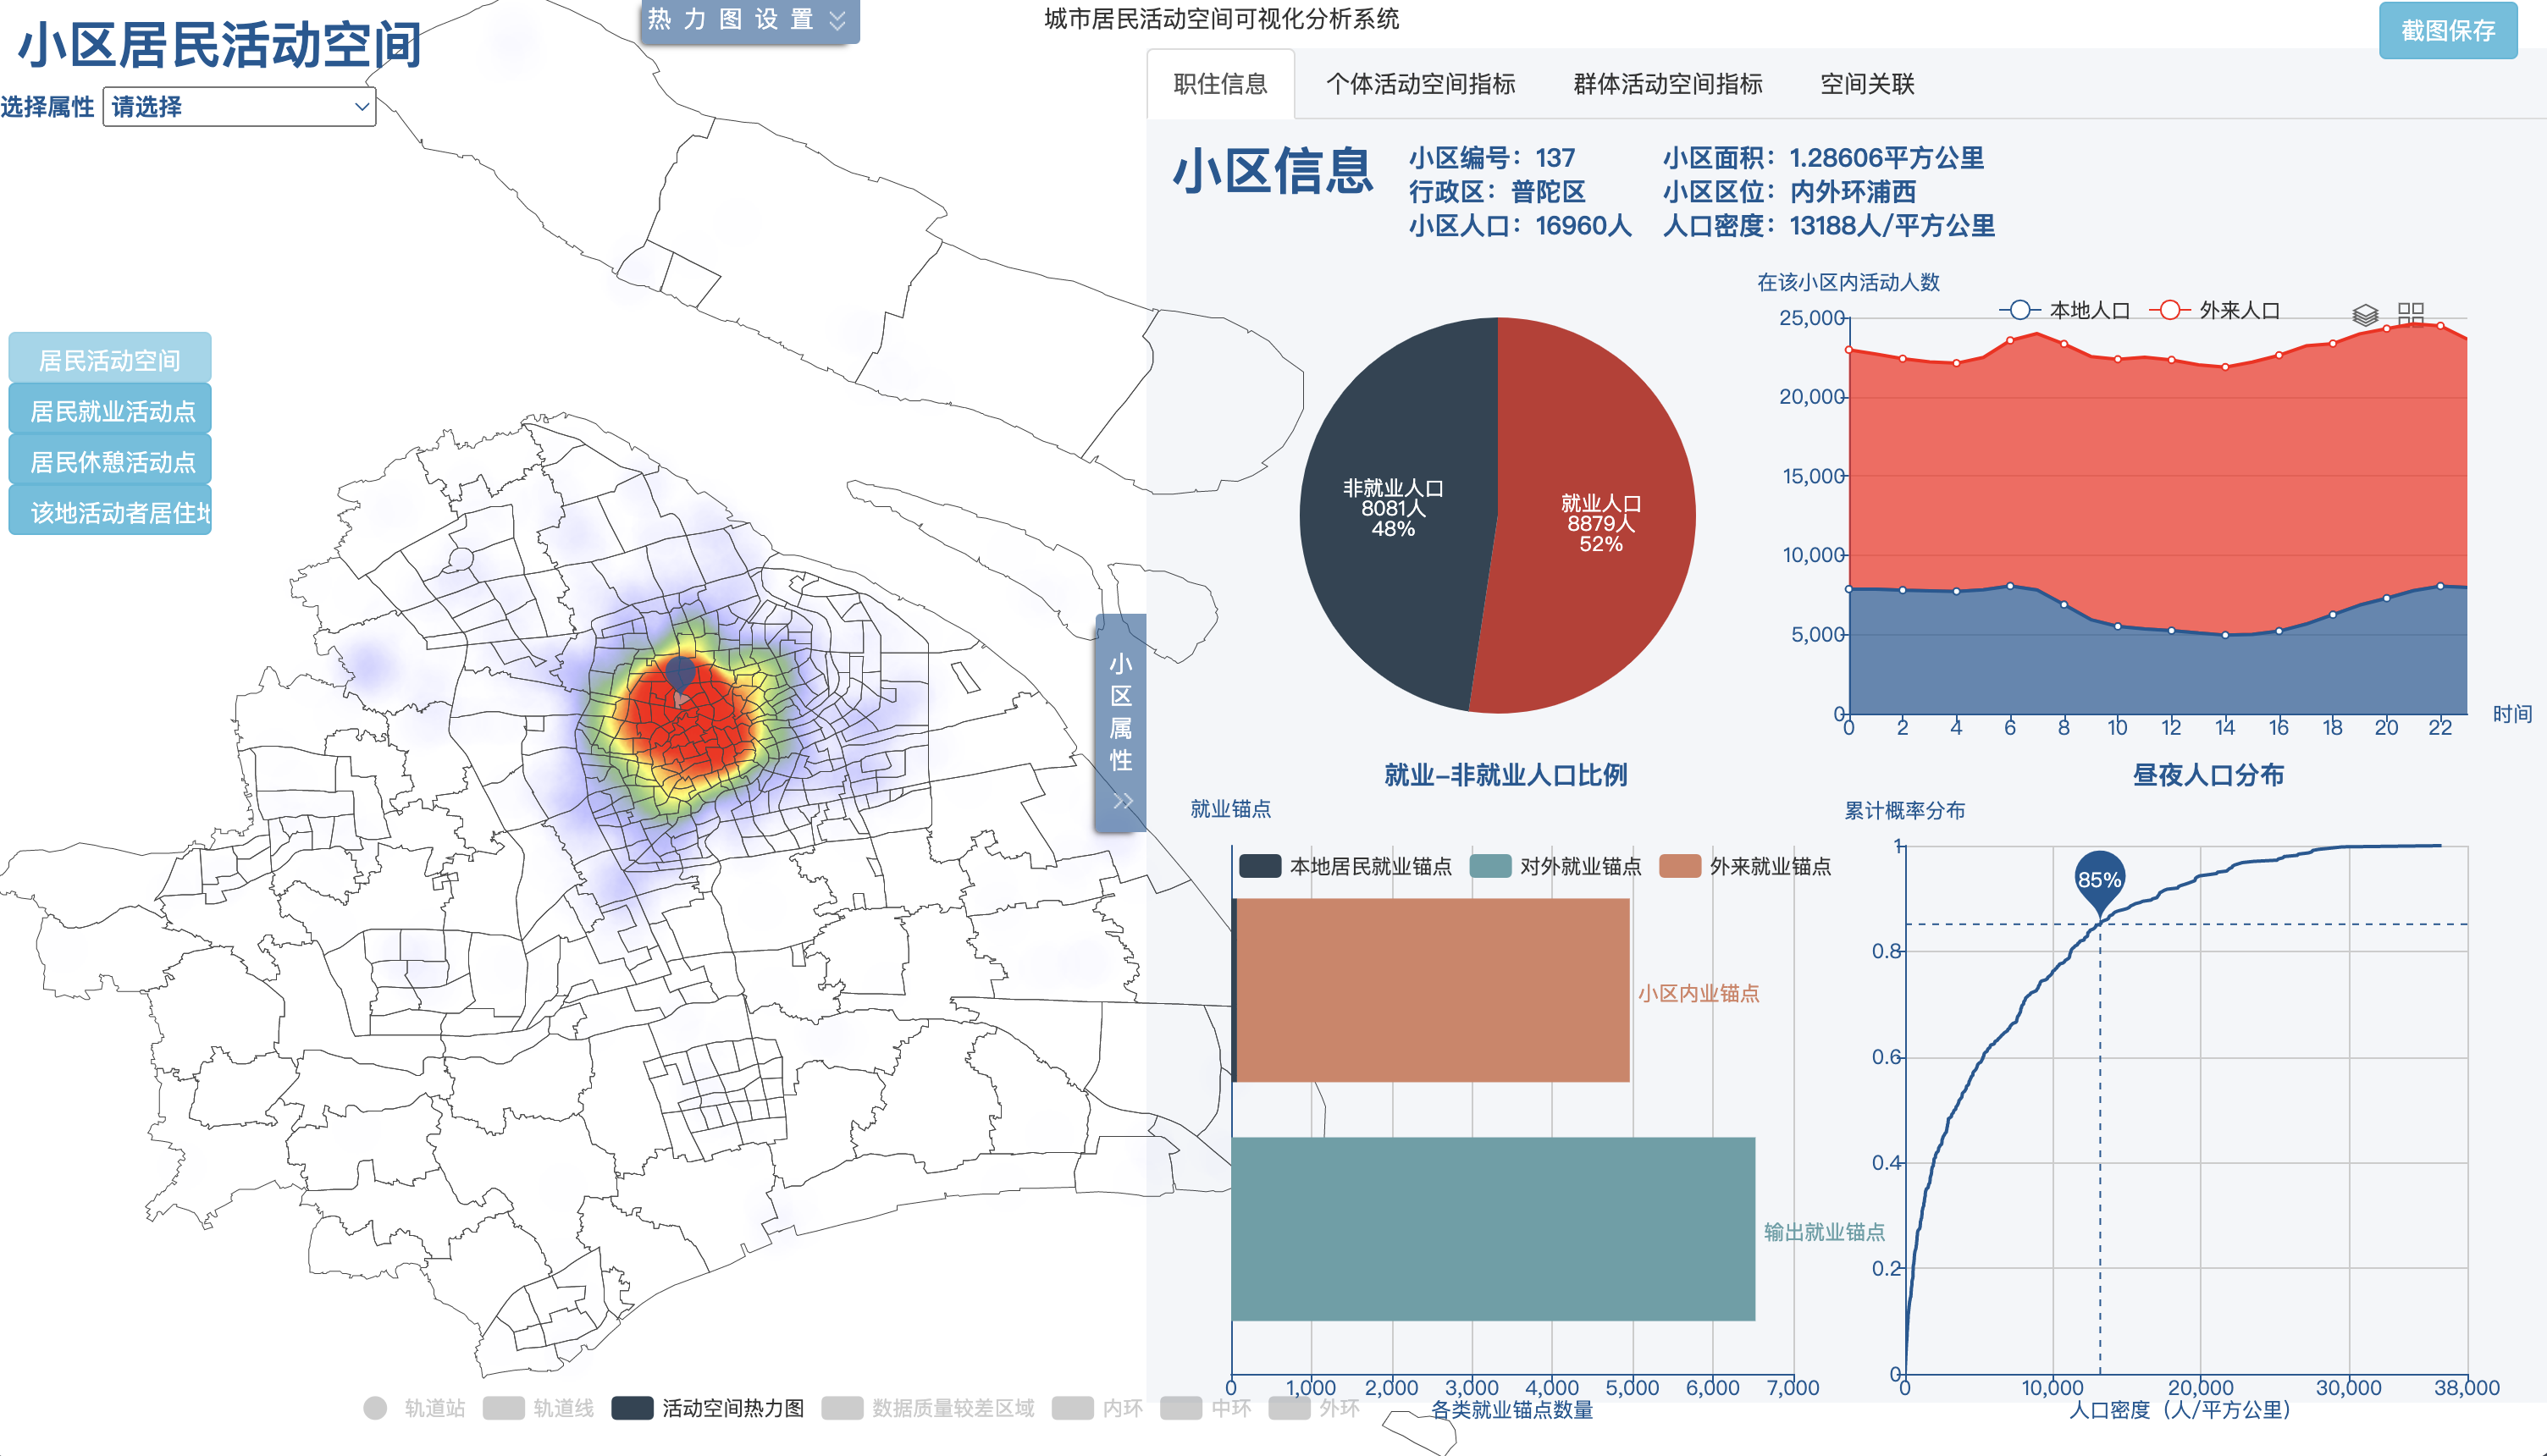 小区居民活动空间
热力图设置
城市居民活动空间可视化分析系统
截图保存
选择属性 请选择
职住信息 个体活动空间指标 群体活动空间指标 空间关联
小区信息
小区编号：137 小区面积：1.28606平方公里
行政区：普陀区 小区区位：内外环浦西
小区人口：16960人 人口密度：13188人/平方公里
居民活动空间
居民就业活动点
居民休憩活动点
该地活动者居住地
小区属性
非就业人口
8081人
48%
就业人口
8879人
52%
就业-非就业人口比例
在该小区内活动人数
本地人口 外来人口
25,000
20,000
15,000
10,000
5,000
0
0 2 4 6 8 10 12 14 16 18 20 22
时间
昼夜人口分布
就业锚点
本地居民就业锚点 对外就业锚点 外来就业锚点
小区内业锚点
输出就业锚点
0 1,000 2,000 3,000 4,000 5,000 6,000 7,000
各类就业锚点数量
累计概率分布
85%
1
0.8
0.6
0.4
0.2
0
0 10,000 20,000 30,000 38,000
人口密度（人/平方公里）
轨道站 轨道线 活动空间热力图 数据质量较差区域 内环 中环 外环